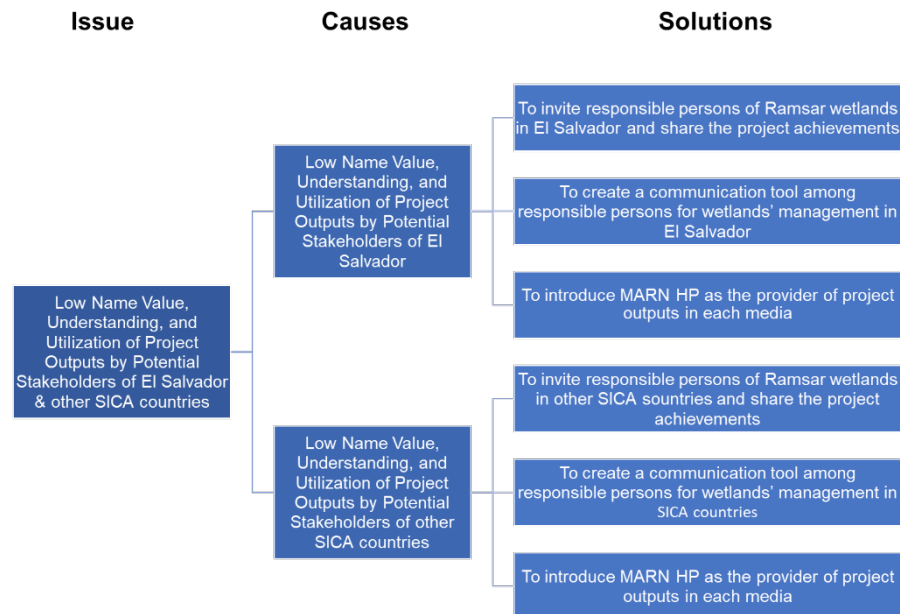 Issue
Causes
Solutions
Low Name Value,
Understanding, and
Utilization of Project
Outputs by Potential
Stakeholders of El Salvador
& other SICA countries
Low Name Value,
Understanding, and
Utilization of Project
Outputs by Potential
Stakeholders of El
Salvador
Low Name Value,
Understanding, and
Utilization of Project
Outputs by Potential
Stakeholders of other
SICA countries
To invite responsible persons of Ramsar wetlands
in El Salvador and share the project achievements
To create a communication tool among
responsible persons for wetlands' management in
El Salvador
To introduce MARN HP as the provider of project
outputs in each media
To invite responsible persons of Ramsar wetlands
in other SICA sountries and share the project
achievements
To create a communication tool among
responsible persons for wetlands' management in
SICA countries
To introduce MARN HP as the provider of project
outputs in each media